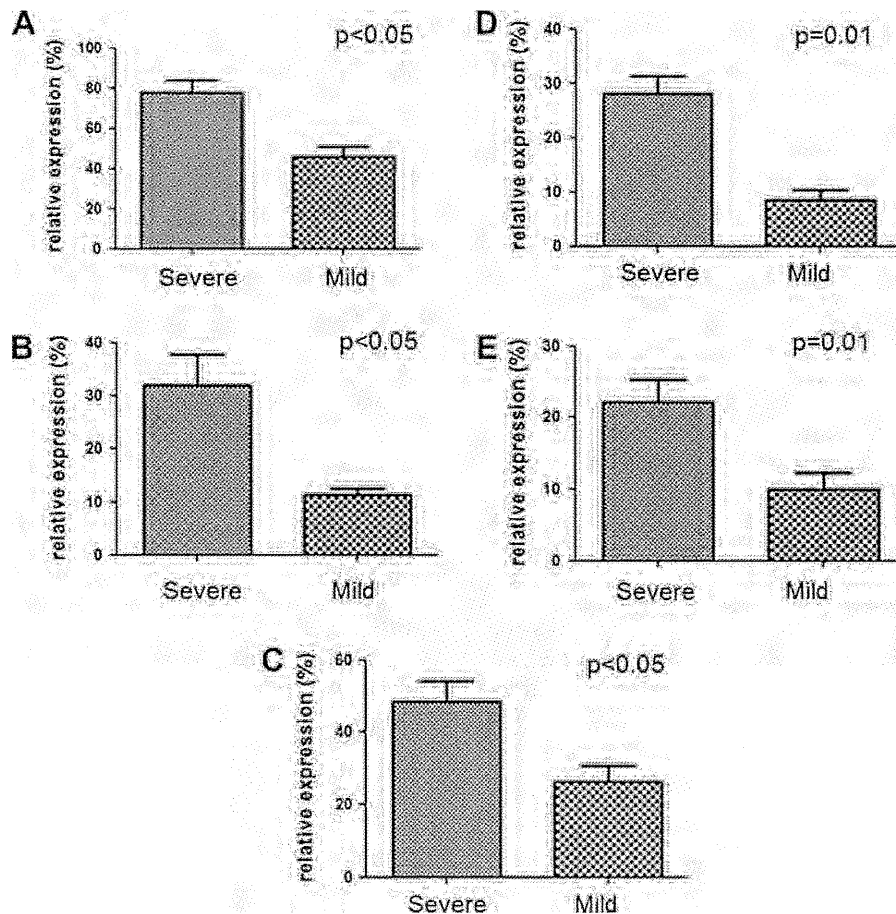 A
p<0.05
relative expression (%)
100
80
60
40
20
0
Severe Mild
D
p=0.01
relative expression (%)
40
30
20
10
0
Severe Mild
B
p<0.05
relative expression (%)
40
30
20
10
0
Severe Mild
E
p=0.01
relative expression (%)
30
20
10
0
Severe Mild
C
p<0.05
relative expression (%)
60
40
20
0
Severe Mild